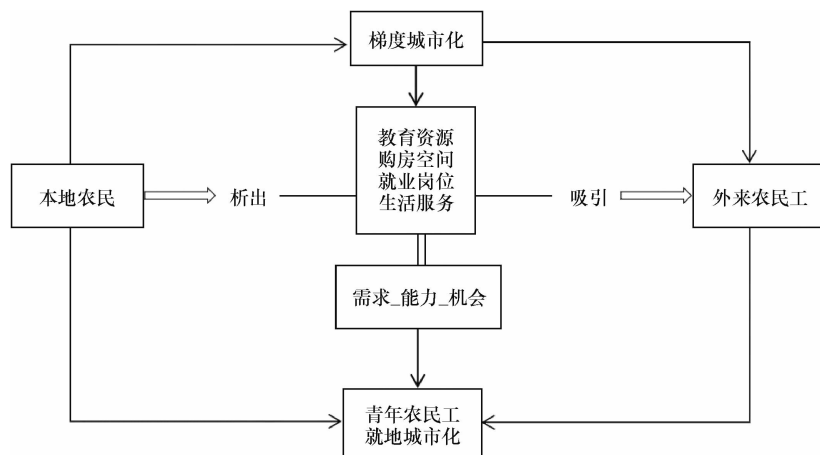 梯度城市化
教育资源
购房空问
就业岗位
生活服务
本地农民
析出
吸引
外来农民工
需求_能力_机会
青年农民工
就地城市化